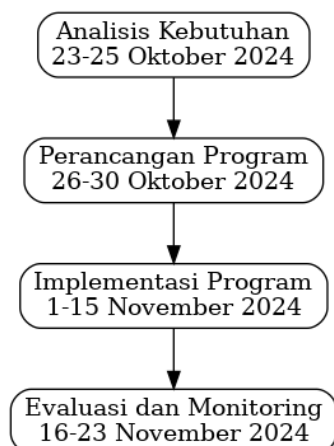 Analisis Kebutuhan
23-25 Oktober 2024
Perancangan Program
26-30 Oktober 2024
Implementasi Program
1-15 November 2024
Evaluasi dan Monitoring
16-23 November 2024